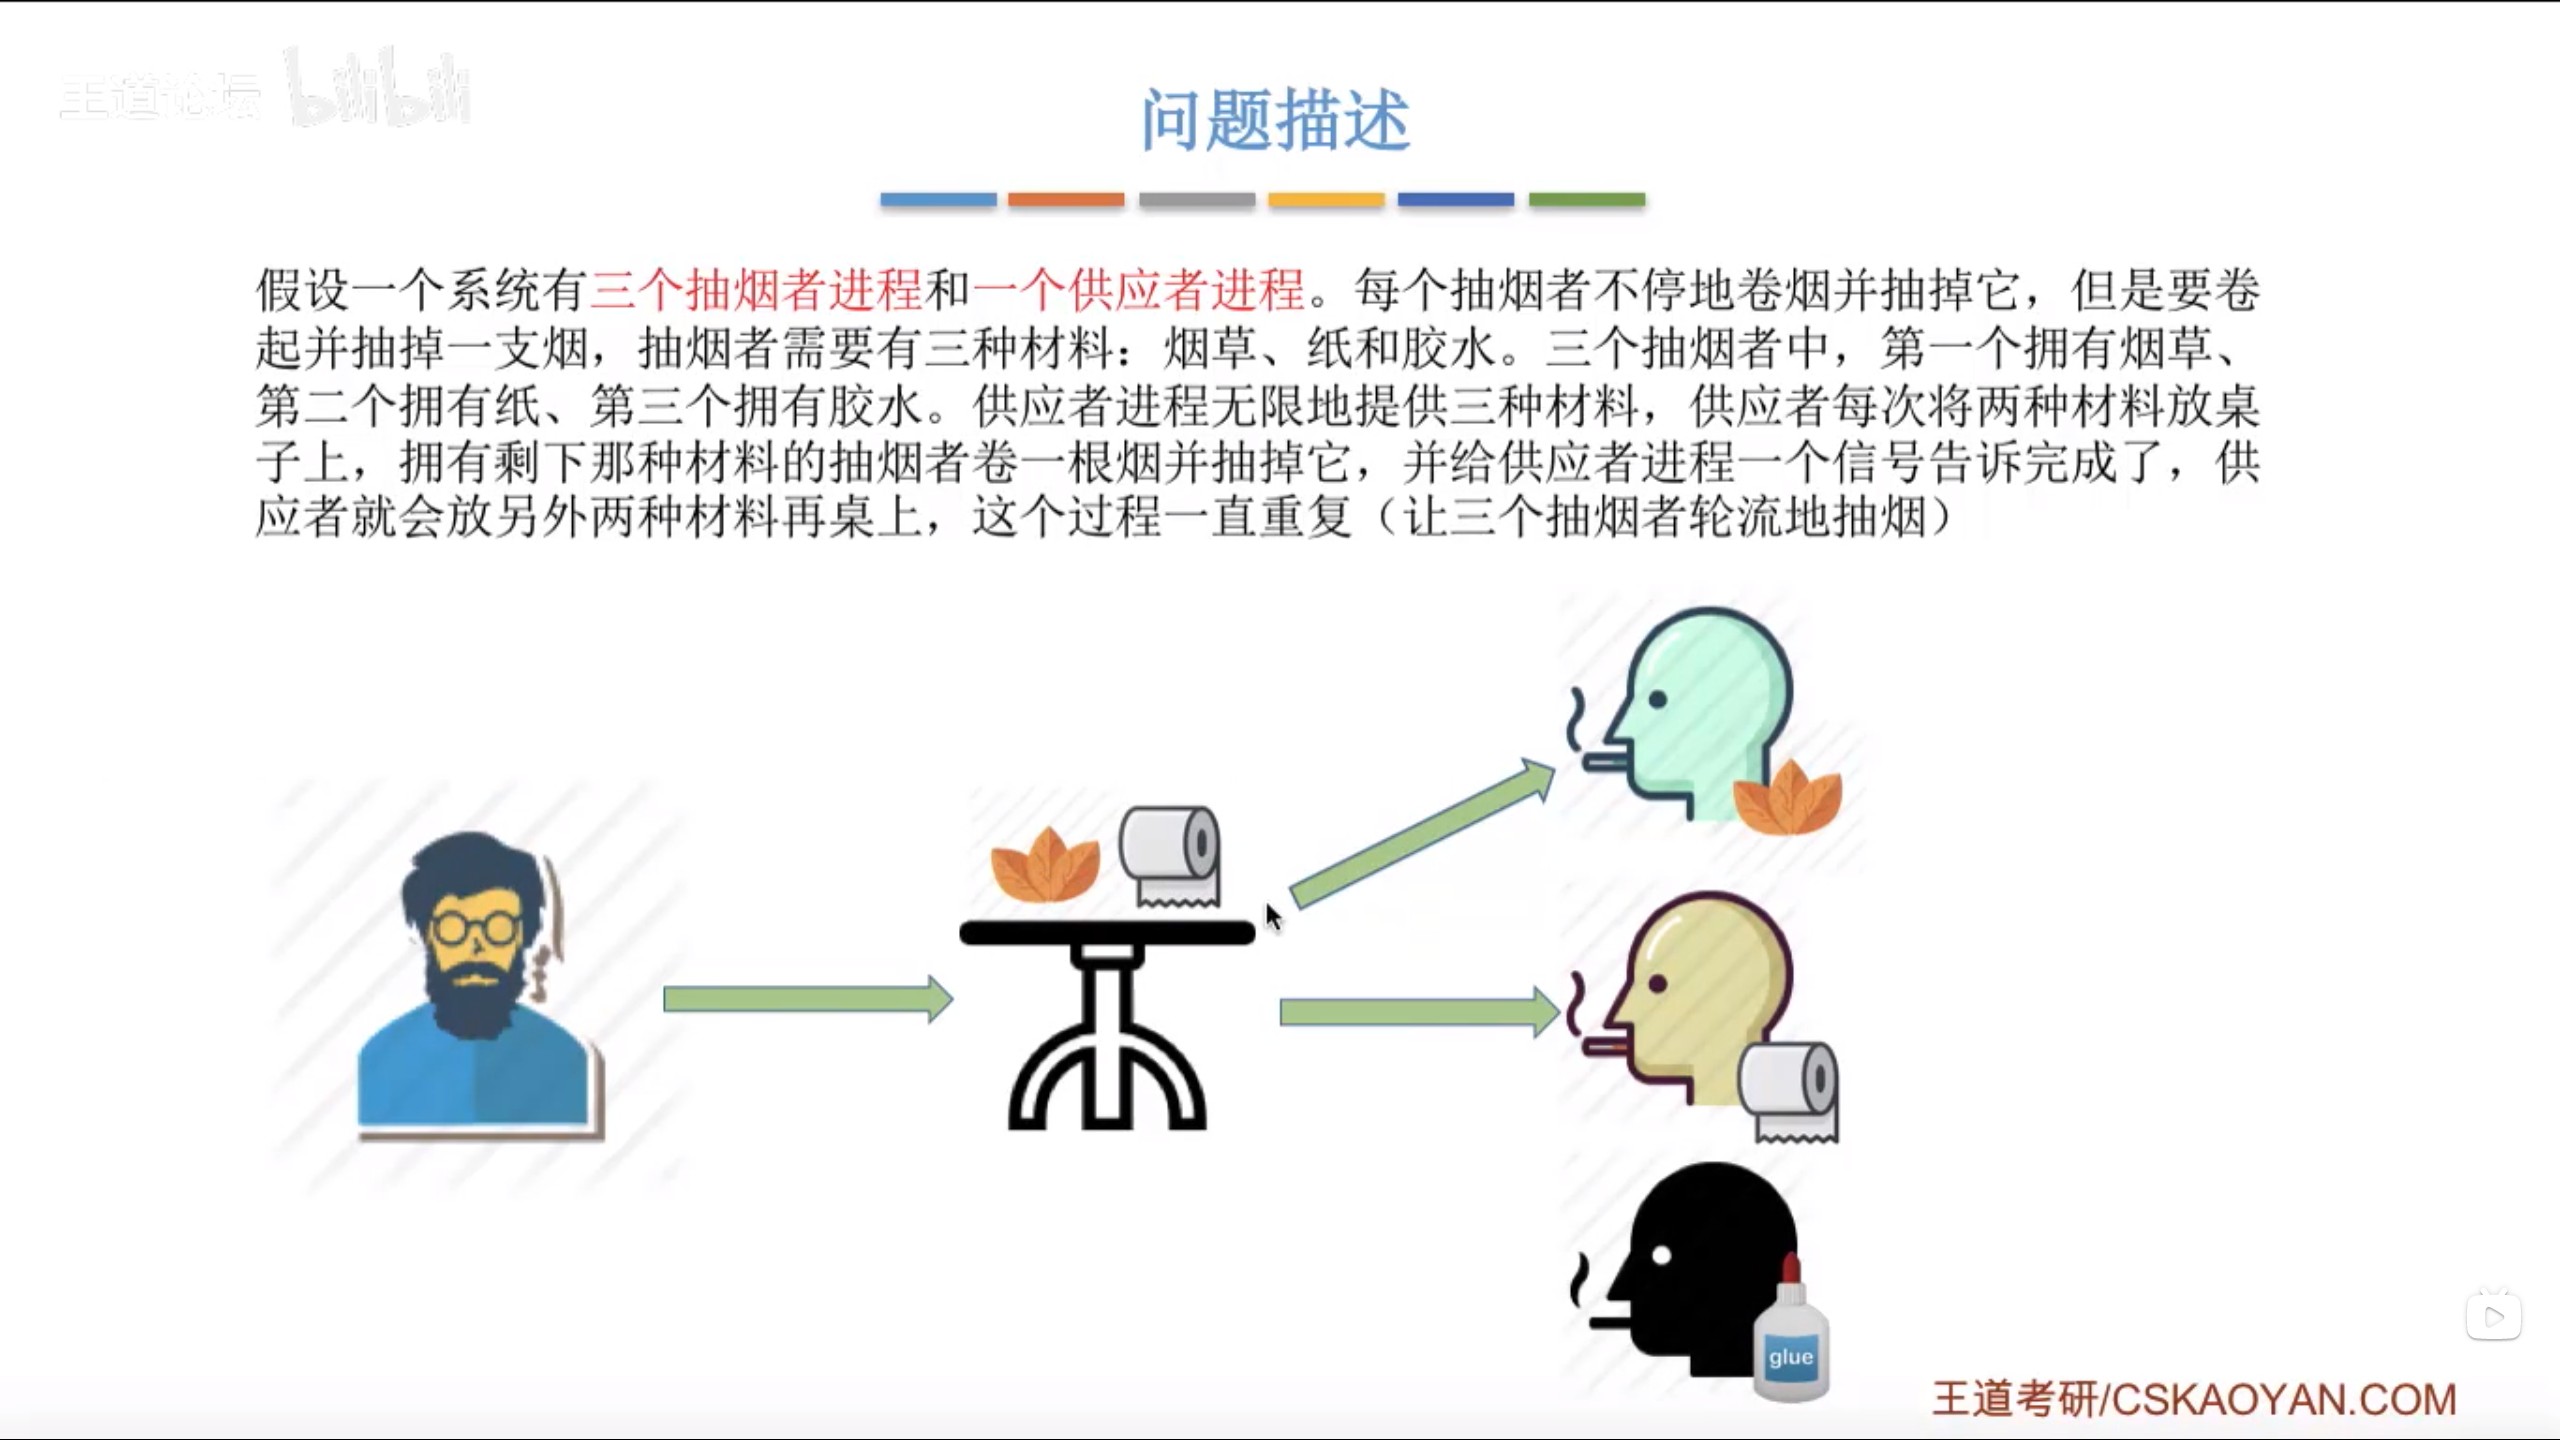 王道论坛 bilibili
问题描述
假设一个系统有三个抽烟者进程和一个供应者进程。每个抽烟者不停地卷烟并抽掉它，但是要卷
起并抽掉一支烟，抽烟者需要有三种材料：烟草、纸和胶水。三个抽烟者中，第一个拥有烟草、
第二个拥有纸、第三个拥有胶水。供应者进程无限地提供三种材料，供应者每次将两种材料放桌
子上，拥有剩下那种材料的抽烟者卷一根烟并抽掉它，并给供应者进程一个信号告诉完成了，供
应者就会放另外两种材料再桌上，这个过程一直重复（让三个抽烟者轮流地抽烟）
glue
王道考研/CSKAOYAN.COM